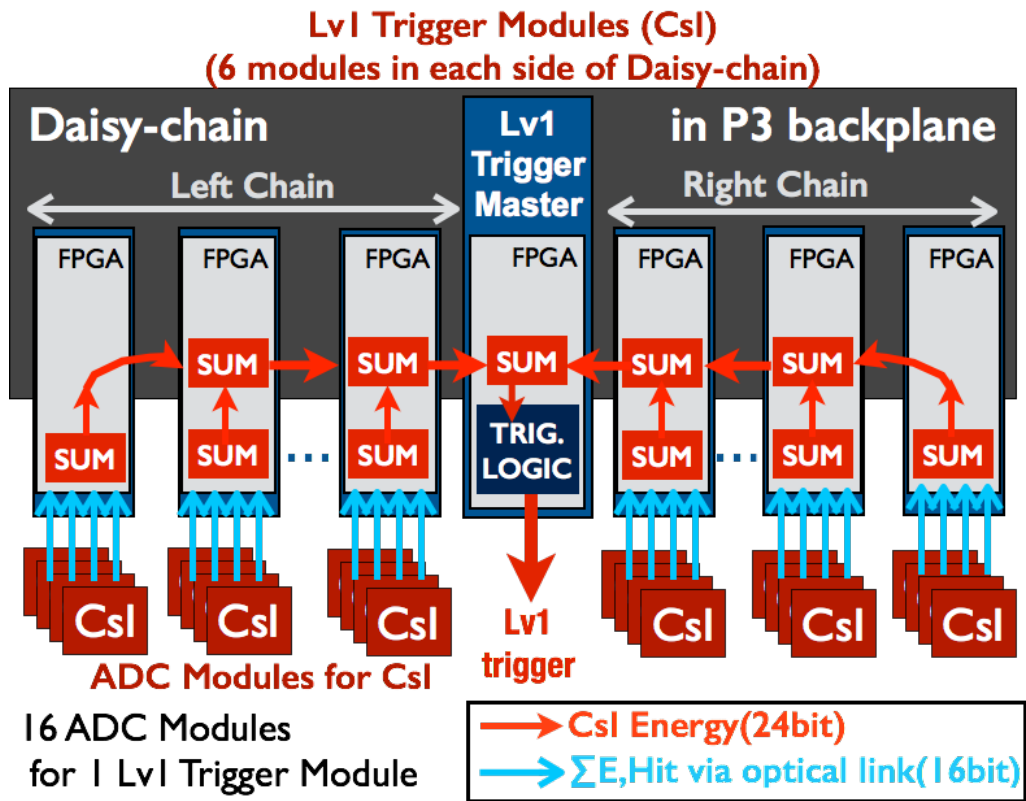 Lv1 Trigger Modules (CsI)
(6 modules in each side of Daisy-chain)
Daisy-chain
Lv1
Trigger
Master
in P3 backplane
Left Chain
Right Chain
FPGA
FPGA
FPGA
FPGA
FPGA
FPGA
FPGA
SUM
SUM
SUM
SUM
SUM
SUM
SUM
...
SUM
TRIG.
LOGIC
SUM
...
SUM
SUM
CsI
CsI
CsI
Lv1
trigger
CsI
CsI
CsI
ADC Modules for CsI
16 ADC Modules
for 1 Lv1 Trigger Module
CsI Energy(24bit)
∑E,Hit via optical link(16bit)